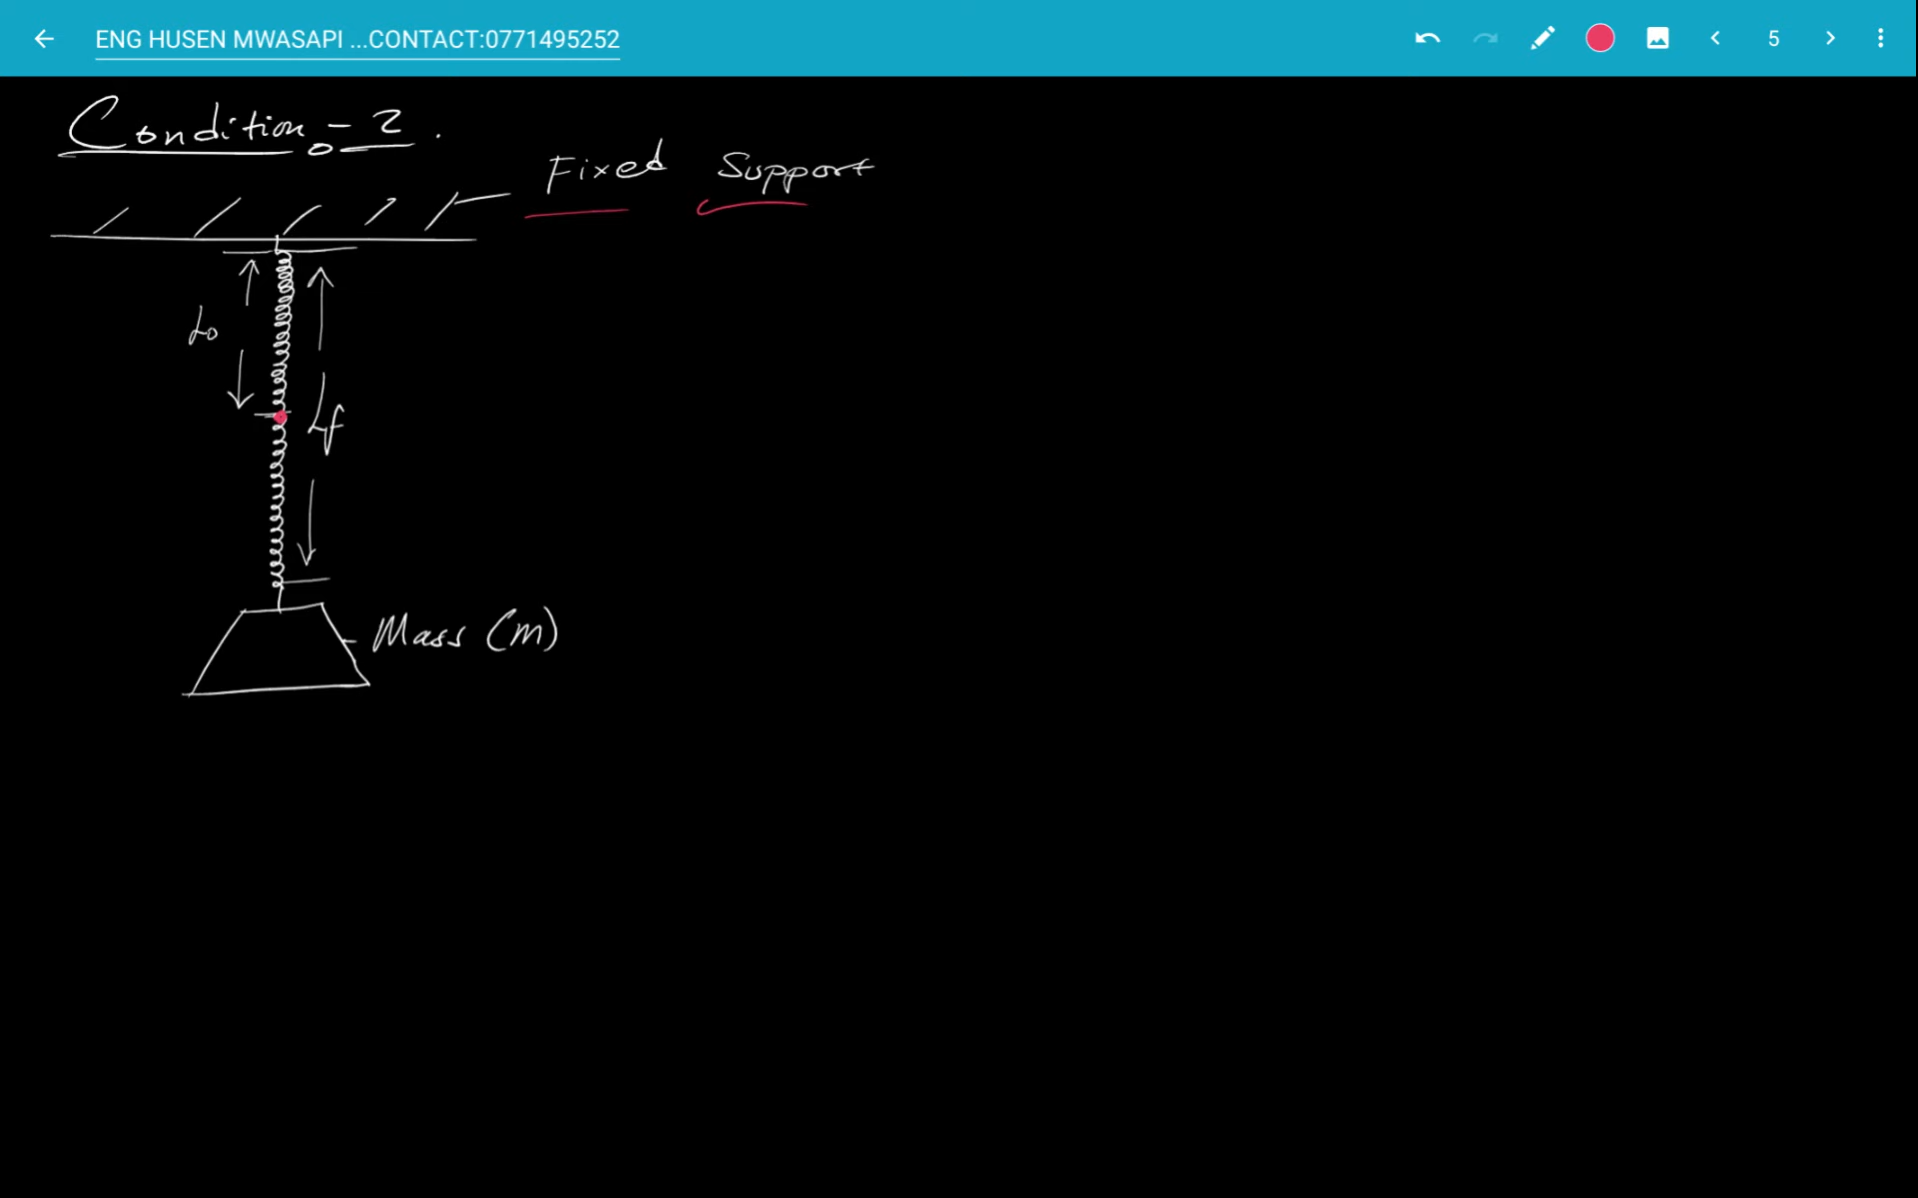 ENG HUSEN MWASAPI ...CONTACT:0771495252
5
Condition - 2 .
Fixed Support
Lo
Lf
Mass (m)